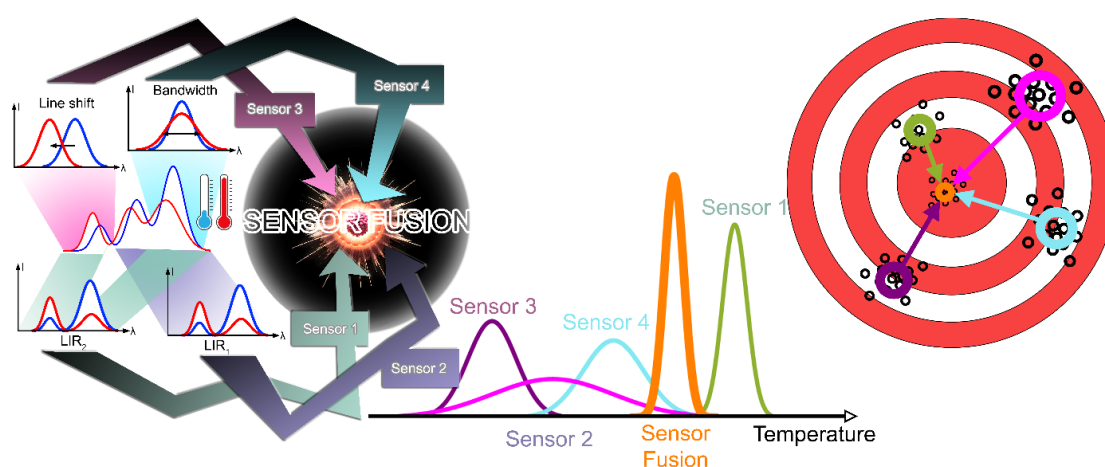 Line shift
I
λ
Bandwidth
I
λ
Sensor 3
Sensor 4
SENSOR FUSION
I
λ
LIR2
I
λ
LIR1
Sensor 1
Sensor 2
Sensor 3
Sensor 4
Sensor 1
Sensor 2
Sensor
Fusion
Temperature